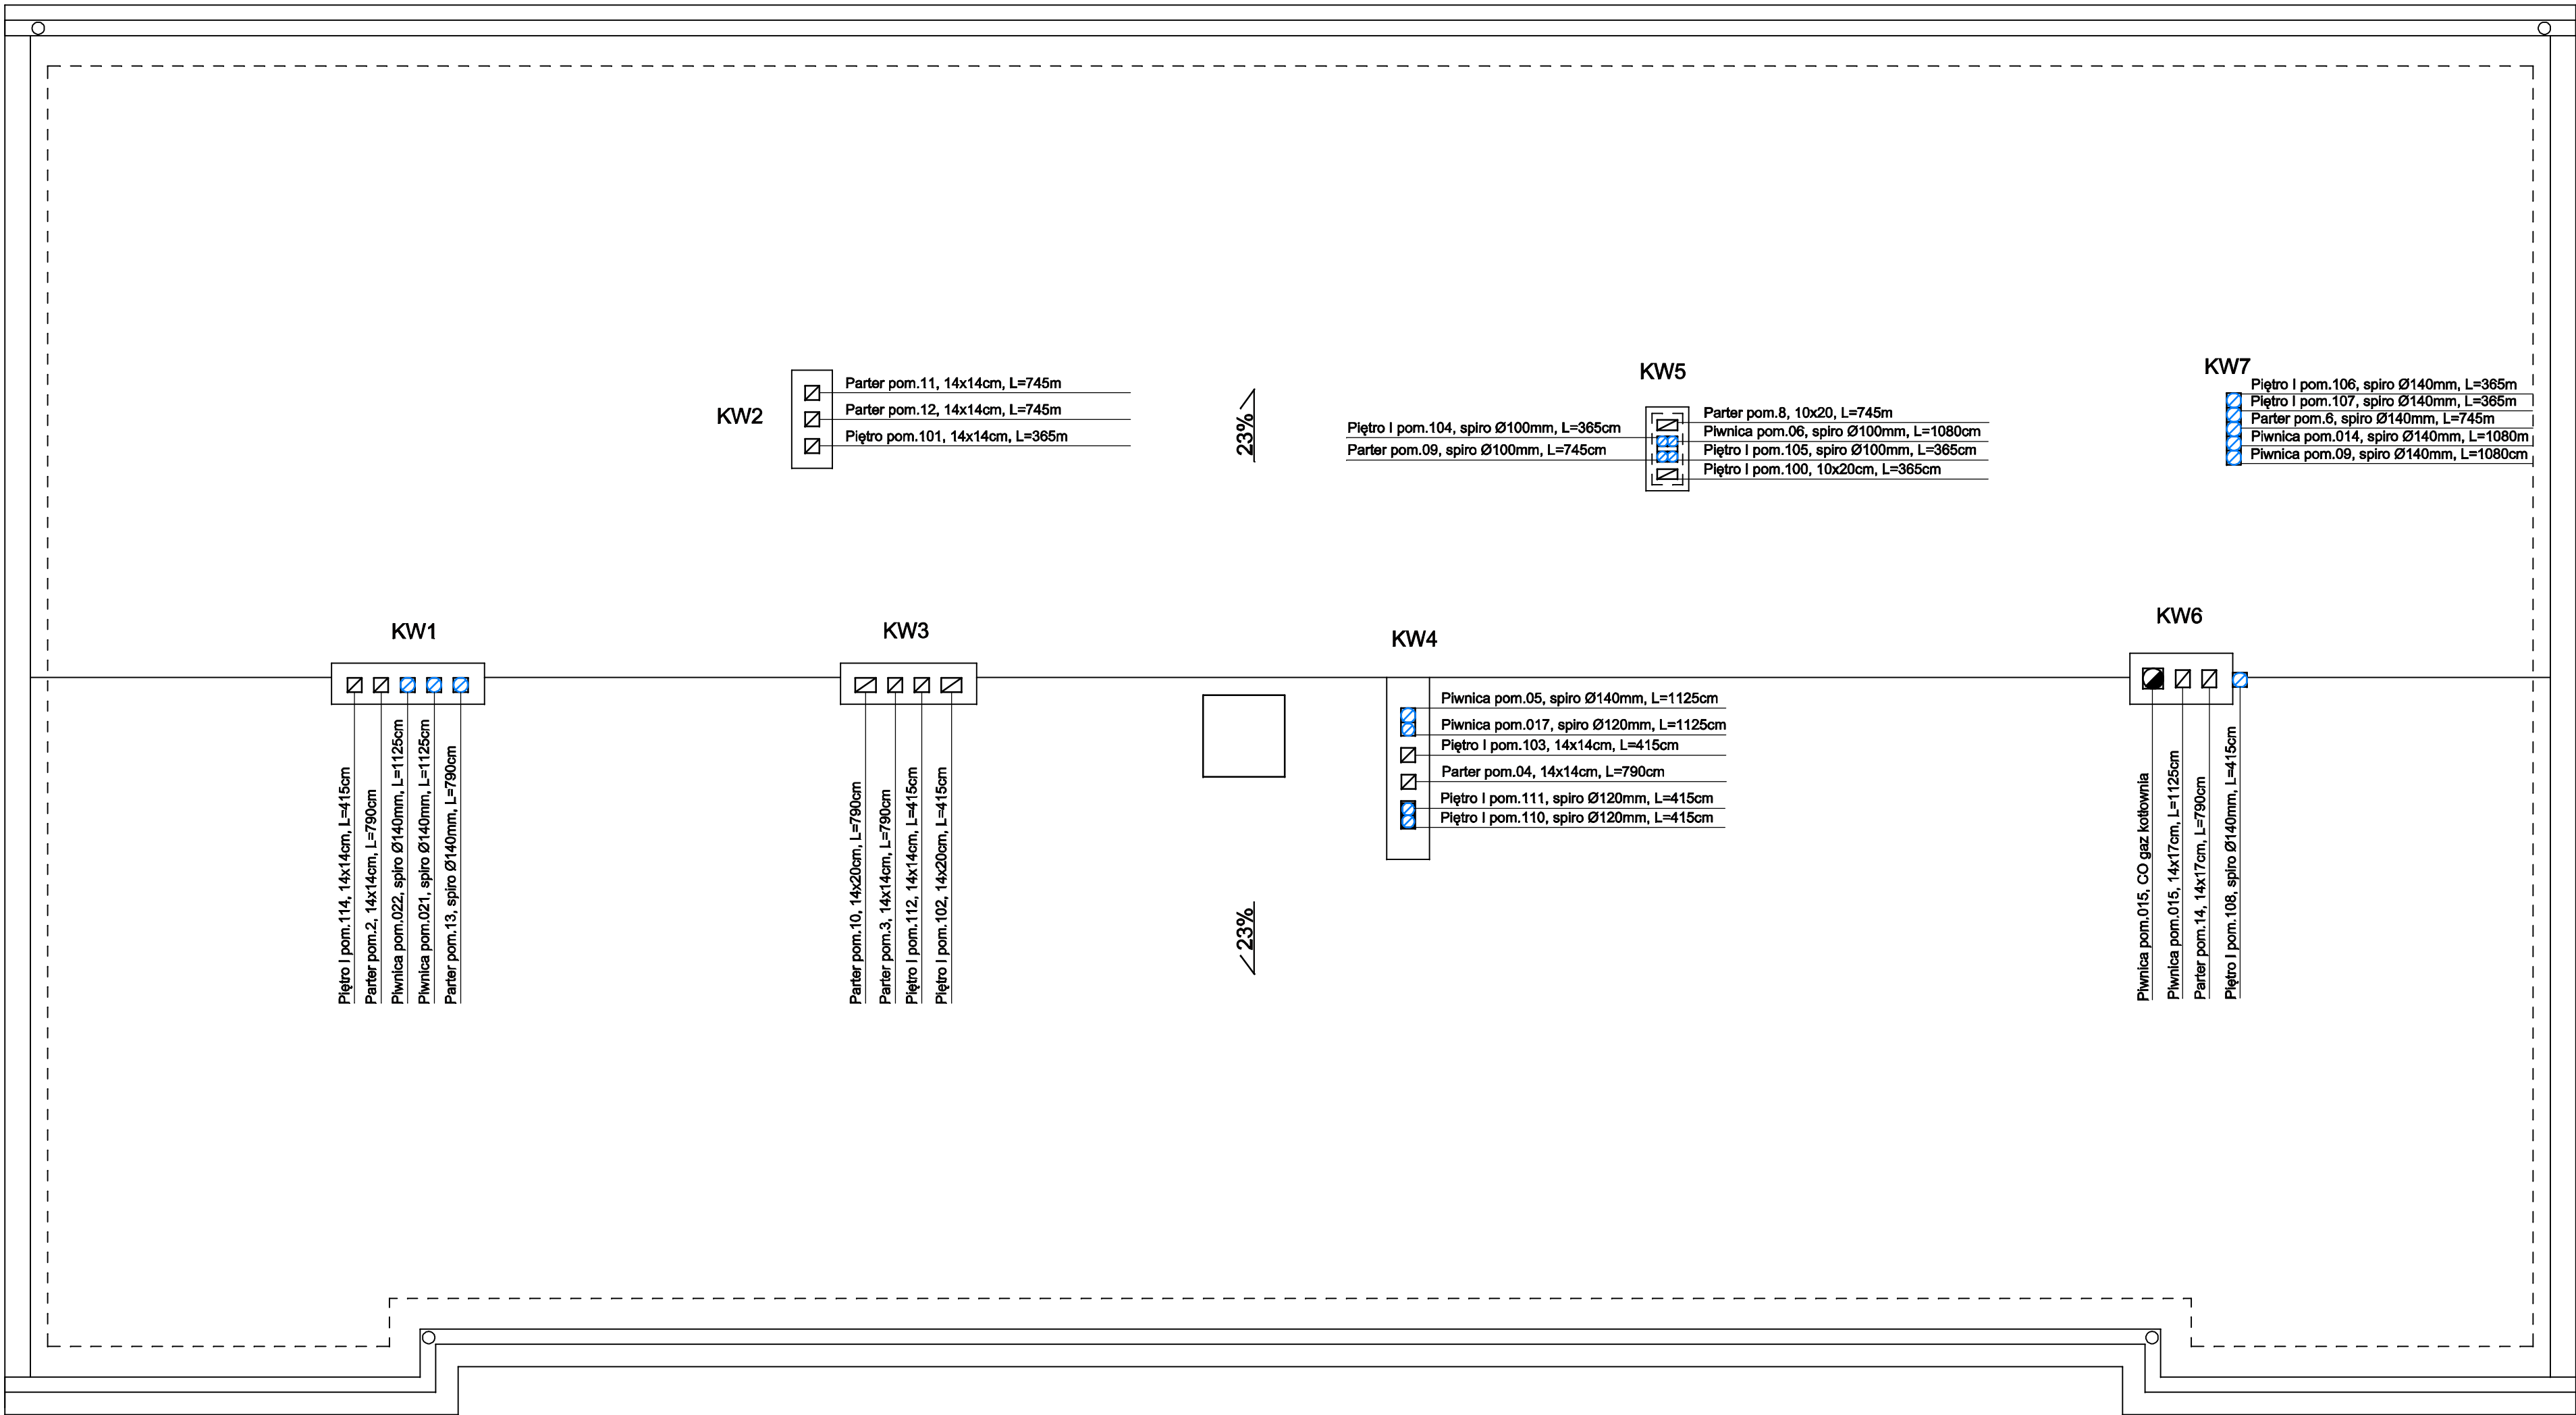 KW5
KW7
Piętro I pom.106, spiro Ø140mm, L=365m
Piętro I pom.107, spiro Ø140mm, L=365m
Parter pom.6, spiro Ø140mm, L=745m
Piwnica pom.014, spiro Ø140mm, L=1080m
Piwnica pom.09, spiro Ø140mm, L=1080cm
KW2
Parter pom.11, 14x14cm, L=745m
Parter pom.12, 14x14cm, L=745m
Piętro pom.101, 14x14cm, L=365m
23%
Piętro I pom.104, spiro Ø100mm, L=365cm
Parter pom.09, spiro Ø100mm, L=745cm
Parter pom.8, 10x20, L=745m
Piwnica pom.06, spiro Ø100mm, L=1080cm
Piętro I pom.105, spiro Ø100mm, L=365cm
Piętro I pom.100, 10x20cm, L=365cm
KW1
KW3
KW4
KW6
Piętro I pom.114, 14x14cm, L=415cm
Parter pom.2, 14x14cm, L=790cm
Piwnica pom.022, spiro Ø140mm, L=1125cm
Piwnica pom.021, spiro Ø140mm, L=1125cm
Parter pom.13, spiro Ø140mm, L=790cm
Parter pom.10, 14x20cm, L=790cm
Parter pom.3, 14x14cm, L=790cm
Piętro I pom.112, 14x14cm, L=415cm
Piętro I pom.102, 14x20cm, L=415cm
Piwnica pom.05, spiro Ø140mm, L=1125cm
Piwnica pom.017, spiro Ø120mm, L=1125cm
Piętro I pom.103, 14x14cm, L=415cm
Parter pom.04, 14x14cm, L=790cm
Piętro I pom.111, spiro Ø120mm, L=415cm
Piętro I pom.110, spiro Ø120mm, L=415cm
23%
Piwnica pom.015, CO gaz kotłownia
Piwnica pom.015, 14x17cm, L=1125cm
Parter pom.14, 14x17cm, L=790cm
Piętro I pom.108, spiro Ø140mm, L=415cm